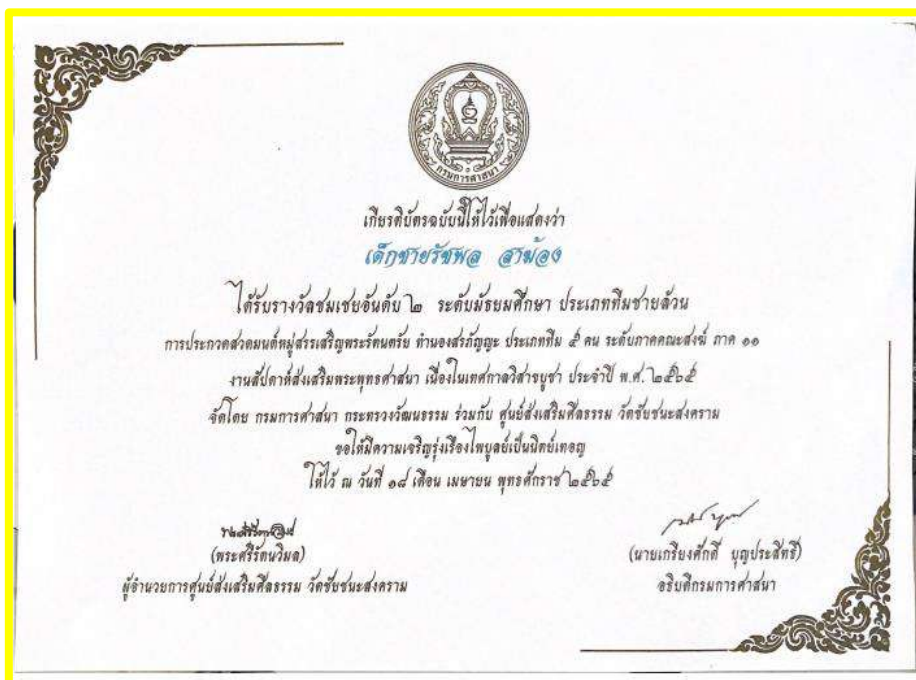 กรมการศาสนา
เกียรติบัตรฉบับนี้ให้ไว้เพื่อแสดงว่า
เด็กชายรัชพล สาม้อง
ได้รับรางวัลชมเชยอันดับ ๒ ระดับมัธยมศึกษา ประเภททีมชายล้วน
การประกวดสวดมนต์หมู่สรรเสริญพระรัตนตรัย ทำนองสรภัญญะ ประเภททีม ๕ คน ระดับภาคคณะสงฆ์ ภาค ๑๑
งานสัปดาห์ส่งเสริมพระพุทธศาสนา เนื่องในเทศกาลวิสาขบูชา ประจำปี พ.ศ. ๒๕๖๕
จัดโดย กรมการศาสนา กระทรวงวัฒนธรรม ร่วมกับ ศูนย์ส่งเสริมศีลธรรม วัดชัยชนะสงคราม
ขอให้มีความเจริญรุ่งเรืองไพบูลย์เป็นนิตย์เทอญ
ให้ไว้ ณ วันที่ ๑๘ เดือน เมษายน พุทธศักราช ๒๕๖๕
(พระศรีรัตนวิมล)
ผู้อำนวยการศูนย์ส่งเสริมศีลธรรม วัดชัยชนะสงคราม
(นายเกรียงศักดิ์ บุญประสิทธิ์)
อธิบดีกรมการศาสนา